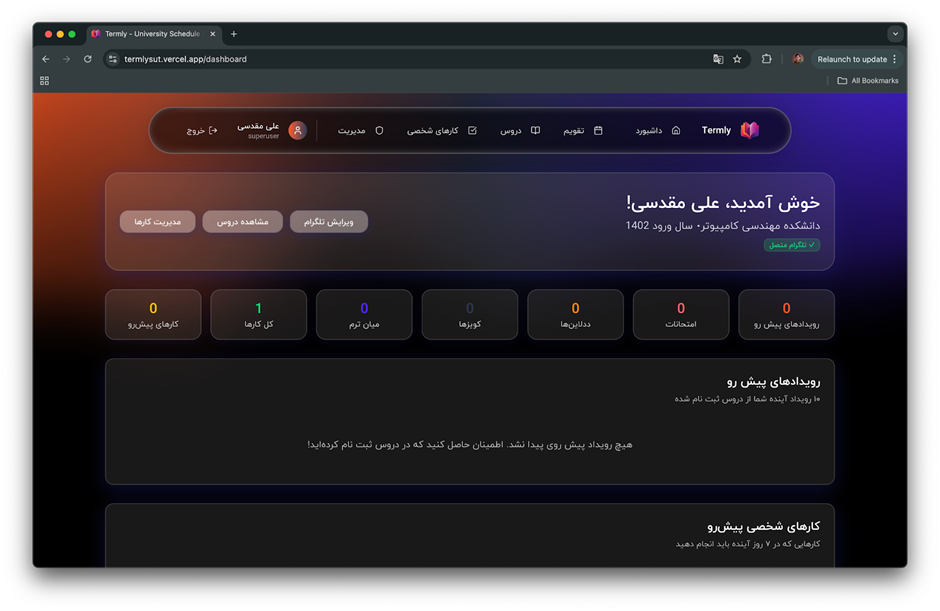 Termly - University Schedule
termlysut.vercel.app/dashboard
Relaunch to update
All Bookmarks
Termly
داشبورد
تقویم
دروس
کارهای شخصی
مدیریت
علی مقدسی
superuser
خروج
خوش آمدید، علی مقدسی!
دانشکده مهندسی کامپیوتر• سال ورود 1402
✓ تلگرام متصل
ویرایش تلگرام
مشاهده دروس
مدیریت کارها
0
رویدادهای پیش رو
0
امتحانات
0
ددلاین‌ها
0
کویزها
0
میان ترم
1
کل کارها
0
کارهای پیش‌رو
رویدادهای پیش رو
۱۰ رویداد آینده شما از دروس ثبت نام شده
هیچ رویداد پیش روی پیدا نشد. اطمینان حاصل کنید که در دروس ثبت نام کرده‌اید!
کارهای شخصی پیش‌رو
کارهایی که در ۷ روز آینده باید انجام دهید